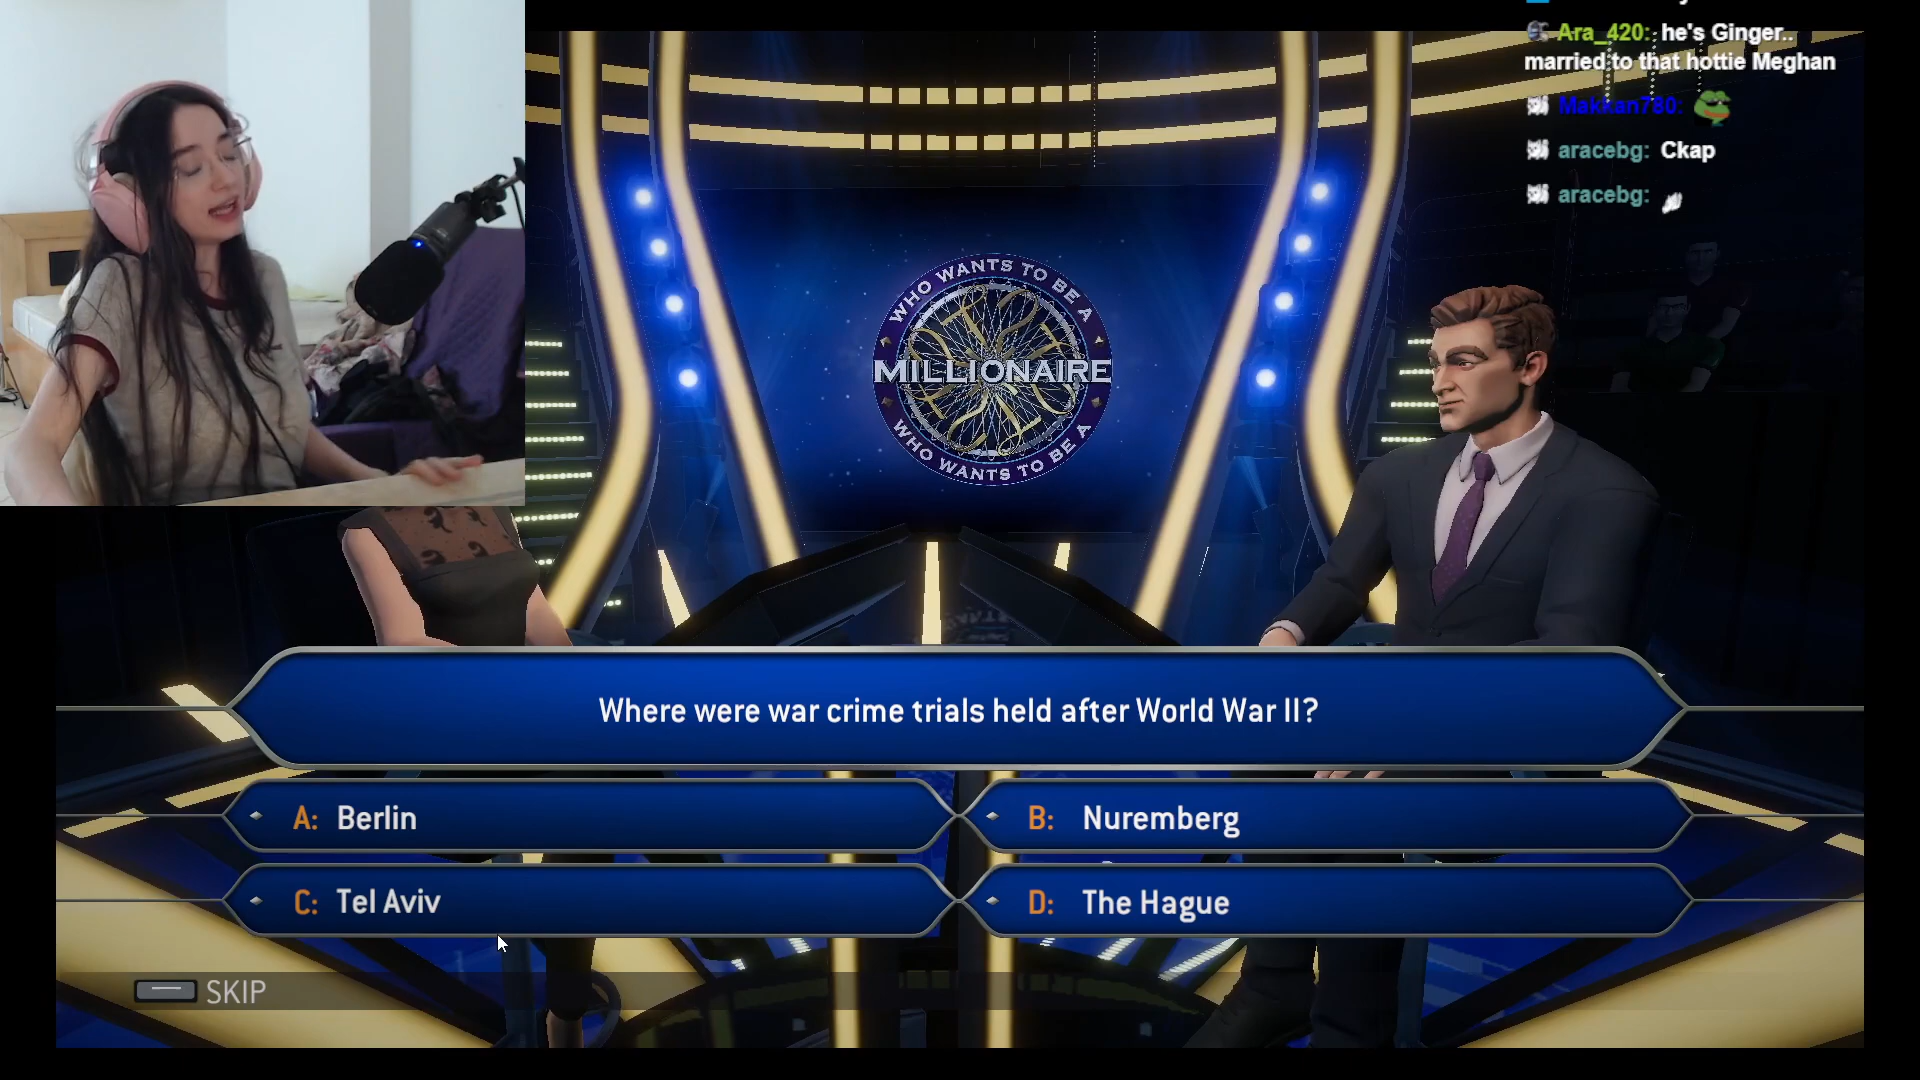 Ara_420: he's Ginger..
married to that hottie Meghan
Makkan780:
aracebg: Ckap
aracebg:
WHO WANTS TO BE A
MILLIONAIRE
WHO WANTS TO BE A
Where were war crime trials held after World War II?
A: Berlin
B: Nuremberg
C: Tel Aviv
D: The Hague
SKIP